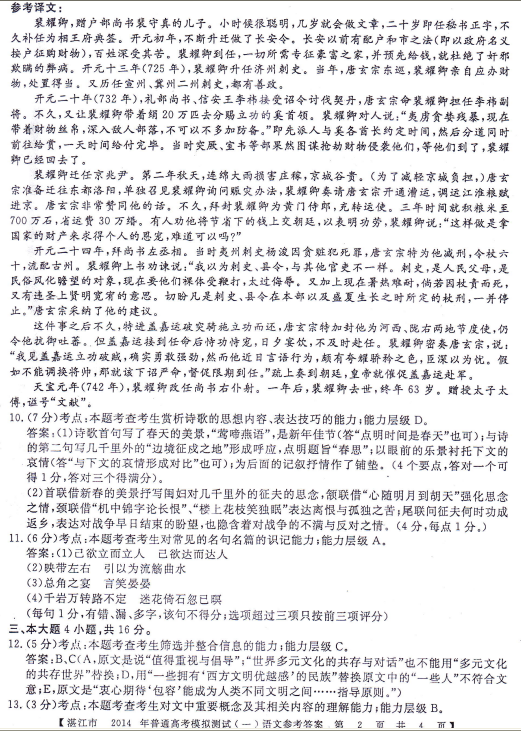 参考译文：
裴耀卿，赠户部尚书裴守真的儿子。小时候很聪明，几岁就会做文章，二十岁即任秘书正字，不
久补任为相王府典签。开元初年，不断升迁做了长安令。长安以前有配户和市之法(即以政府名义
按户征购财物)，百姓深受其苦。裴耀卿到任，一切所需专征豪富之家，并预先给钱，就杜绝了奸邪
欺瞒的弊病。开元十三年(725年)，裴耀卿升任济州刺史。当年，唐玄宗东巡，裴耀卿亲自应办财
物，处置得当。又历任宣州、冀州二州刺史，都有善政。
开元二十年(732年)，礼部尚书、信安王李祎接受诏令讨伐契丹，唐玄宗命裴耀卿担任李祎副
将。不久，又让裴耀卿带着绢20万匹去分赐立功的奚首领。裴耀卿对人说：“夷虏贪婪残暴，现在
带着财物丝帛，深入敌人部落，不可以不多加防备。”即先派人与奚各酋长约定时间，然后分道同时
前往给赏，一天时间给付完毕。当时突厥、室韦等部果然图谋抢劫财物侵袭他们，等他们到了，裴耀
卿已经回去了。
裴耀卿迁任京兆尹。第二年秋天，连绵大雨损害庄稼，京城谷贵。(为了减轻京城负担，)唐玄
宗准备迁往东都洛阳，单独召见裴耀卿询问赈灾办法，裴耀卿奏请唐玄宗开通漕运，调运江淮粮赋
进京。唐玄宗非常赞同他的话。不久，拜封裴耀卿为黄门侍郎，充转运使。三年时间就积粮米至
700万石，省运费30万缗。有人劝他将节省下的钱上交朝廷，以表明功劳，裴耀卿说：“这样做是拿
国家的财产来求得个人的恩宠，难道可以吗？”
开元二十四年，拜尚书左丞相。当时夷州刺史杨浚因贪赃犯死罪，唐玄宗特为他减刑，令杖六
十，流配古州。裴耀卿上书劝谏说：“我以为刺史、县令，与其他官吏不一样。刺史，是人民父母，是
民俗风化瞻望的对象，现在要他们裸体受鞭打，太过侮辱。又加上现在暑热难耐，倘若因杖责而死，
又有违圣上贤明宽宥的意思。切盼凡是刺史、县令在本部以及盛夏生长之时所定的杖刑，一并停
止。”唐玄宗采纳了他的建议。
这件事之后不久，特进盖嘉运破突骑施立功而还，唐玄宗特加封他为河西、陇右两地节度使，仍
令他抗御吐蕃。但盖嘉运接到任命后恃功恃宠，日夕宴饮，不及时赴任。裴耀卿密奏唐玄宗，说：
“我见盖嘉运立功破贼，确实勇敢强劲，然而他近日言语行为，颇有夸耀骄矜之色，臣深以为忧。假
如不能调换将帅，那就该下诏严命，督促限期到任。”疏上奏到朝廷，皇帝就催促盖嘉运赴军。
天宝元年(742年)，裴耀卿改任尚书右仆射。一年后，裴耀卿去世，终年63岁。赠授太子太
傅，谥号“文献”。
10.(7分)考点：本题考查考生赏析诗歌的思想内容、表达技巧的能力；能力层级D。
答案：(1)诗歌首句写了春天的美景，“莺啼燕语”，是新年佳节(答“点明时间是春天”也可)；与诗
的第二句写几千里外的“边境征戍之地”形成呼应，点明题旨“春思”；以眼前的乐景衬托下文的
哀情(答“与下文的哀情形成对比”也可)；为后面的记叙抒情作了铺垫。(4个要点，答对一个可
得1分，答对三个得满分)。
(2)首联借新春的美景抒写闺妇对几千里外的征夫的思念，颔联借“心随明月到胡天”强化思念
之情，颈联借“机中锦字论长恨”、“楼上花枝笑独眠”表达离恨与孤独之苦；尾联问征夫何时功成
返乡，表达对战争早日结束的盼望，也隐含着对战争的不满与反对之情。(4分，每点1分。)
11.(6分)考点：本题考查考生对常见的名句名篇的识记能力；能力层级A。
答案：(1)己欲立而立人　己欲达而达人
(2)映带左右　引以为流觞曲水
(3)总角之宴　言笑晏晏
(4)千岩万转路不定　迷花倚石忽已暝
(每句1分，有错、漏、多字，该句不得分；选项超过三项只按前三项评分)
三、本大题4小题，共16分。
12.(5分)考点：本题考查考生筛选并整合信息的能力；能力层级C。
答案：B、C(A，原文是说“值得重视与倡导”；“世界多元文化的共存与对话”也不能用“多元文化
的共存世界”替换；D，用“一些拥有‘西方文明优越感’的民族”替换原文中的“一些人”不符合文
意；E，原文是“衷心期待‘包容’能成为人类不同文明之间……指导原则。”)
13.(3分)考点：本题考查考生对文中重要概念及其相关内容的理解能力；能力层级B。
【湛江市　2014年普通高考模拟测试(一)语文参考答案　第2页　共4页】